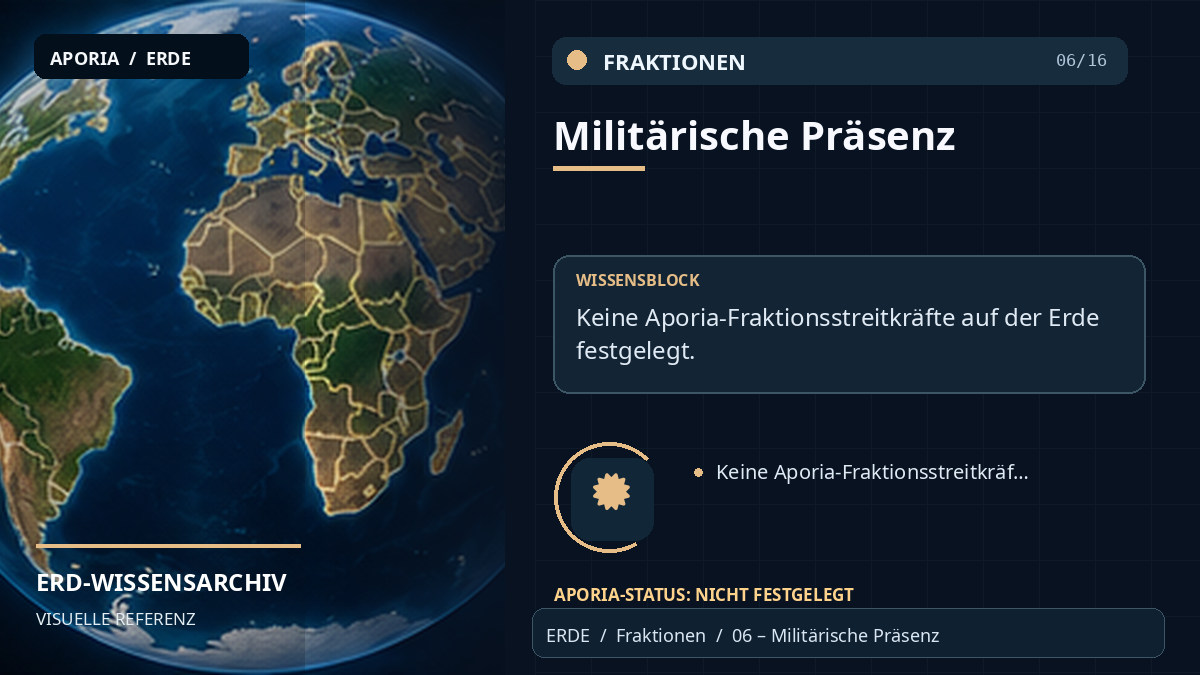 APORIA / ERDE
FRAKTIONEN
06/16
Militärische Präsenz
WISSENSBLOCK
Keine Aporia-Fraktionsstreitkräfte auf der Erde
festgelegt.
Keine Aporia-Fraktionsstreitkräf...
ERD-WISSENSARCHIV
VISUELLE REFERENZ
APORIA-STATUS: NICHT FESTGELEGT
ERDE / Fraktionen / 06 – Militärische Präsenz